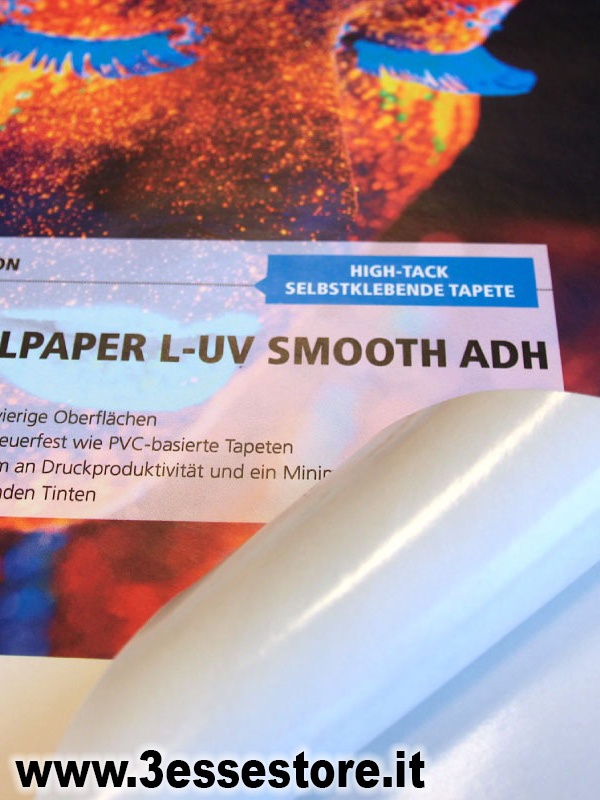 ON
HIGH-TACK
SELBSTKLEBENDE TAPETE
LPAPER L-UV SMOOTH ADH
vierige Oberflächen
euerfest wie PVC-basierte Tapeten
m an Druckproduktivität und ein Minim
nden Tinten
www.3essestore.it